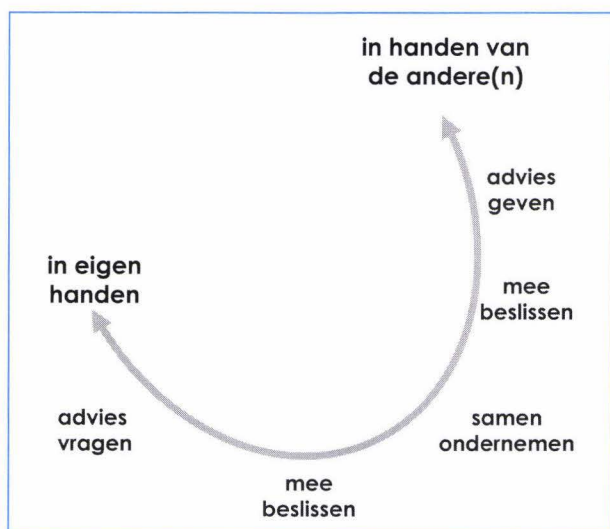 in handen van
de andere(n)
advies
geven
in eigen
handen
mee
beslissen
advies
vragen
samen
ondernemen
mee
beslissen